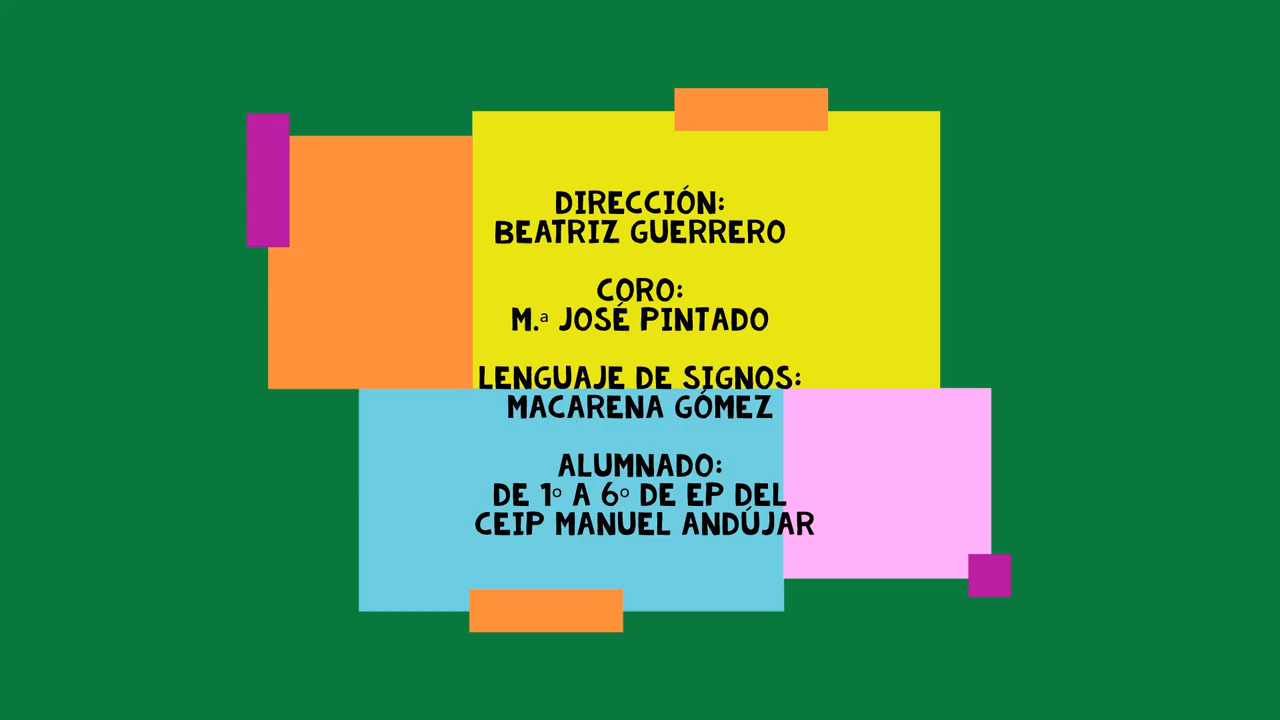 DIRECCIÓN:
BEATRIZ GUERRERO
CORO:
M.ª JOSÉ PINTADO
LENGUAJE DE SIGNOS:
MACARENA GÓMEZ
ALUMNADO:
DE 1º A 6º DE EP DEL
CEIP MANUEL ANDÚJAR